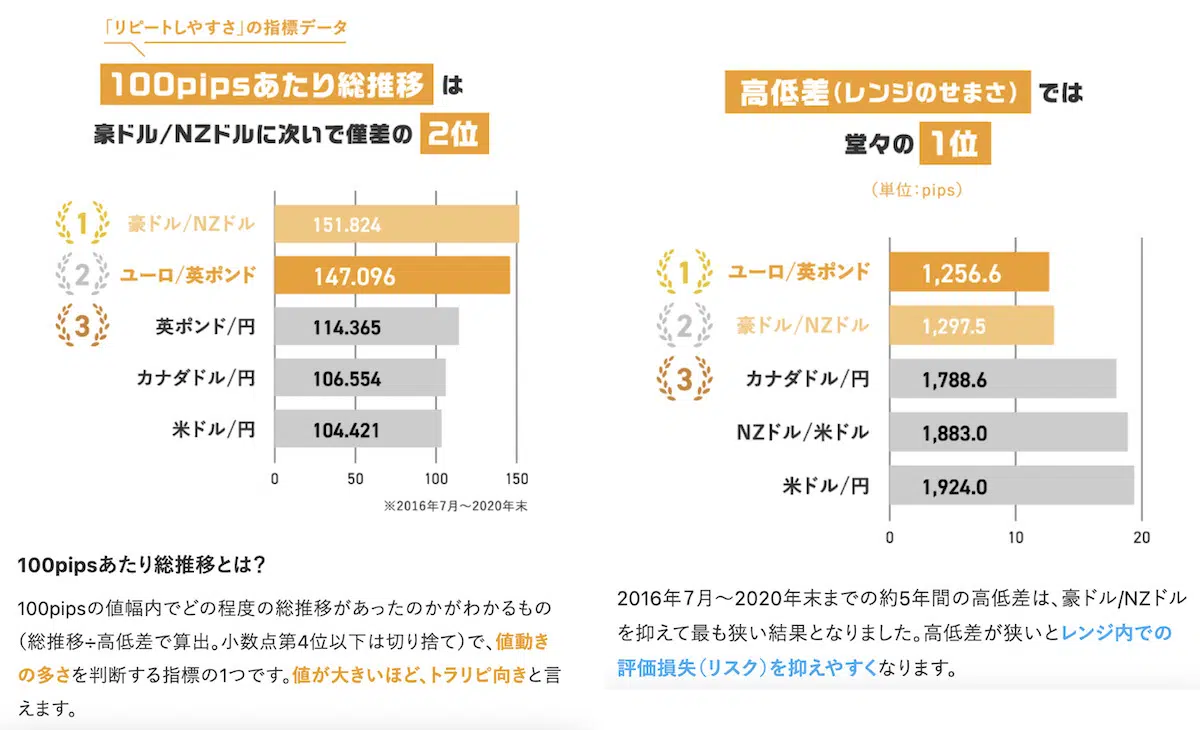 「リピートしやすさ」の指標データ
100pipsあたり総推移 は
豪ドル/NZドルに次いで僅差の 2位
1 豪ドル/NZドル 151.824
2 ユーロ/英ポンド 147.096
3 英ポンド/円 114.365
カナダドル/円 106.554
米ドル/円 104.421
0 50 100 150
※2016年7月〜2020年末
100pipsあたり総推移とは?
100pipsの値幅内でどの程度の総推移があったのかがわかるもの
(総推移÷高低差で算出。小数点第4位以下は切り捨て)で、値動き
の多さを判断する指標の1つです。値が大きいほど、トラリピ向きと言
えます。
高低差(レンジのせまさ) では
堂々の 1位
(単位:pips)
1 ユーロ/英ポンド 1,256.6
2 豪ドル/NZドル 1,297.5
3 カナダドル/円 1,788.6
NZドル/米ドル 1,883.0
米ドル/円 1,924.0
0 10 20
2016年7月〜2020年末までの約5年間の高低差は、豪ドル/NZドル
を抑えて最も狭い結果となりました。高低差が狭いとレンジ内での
評価損失(リスク)を抑えやすくなります。